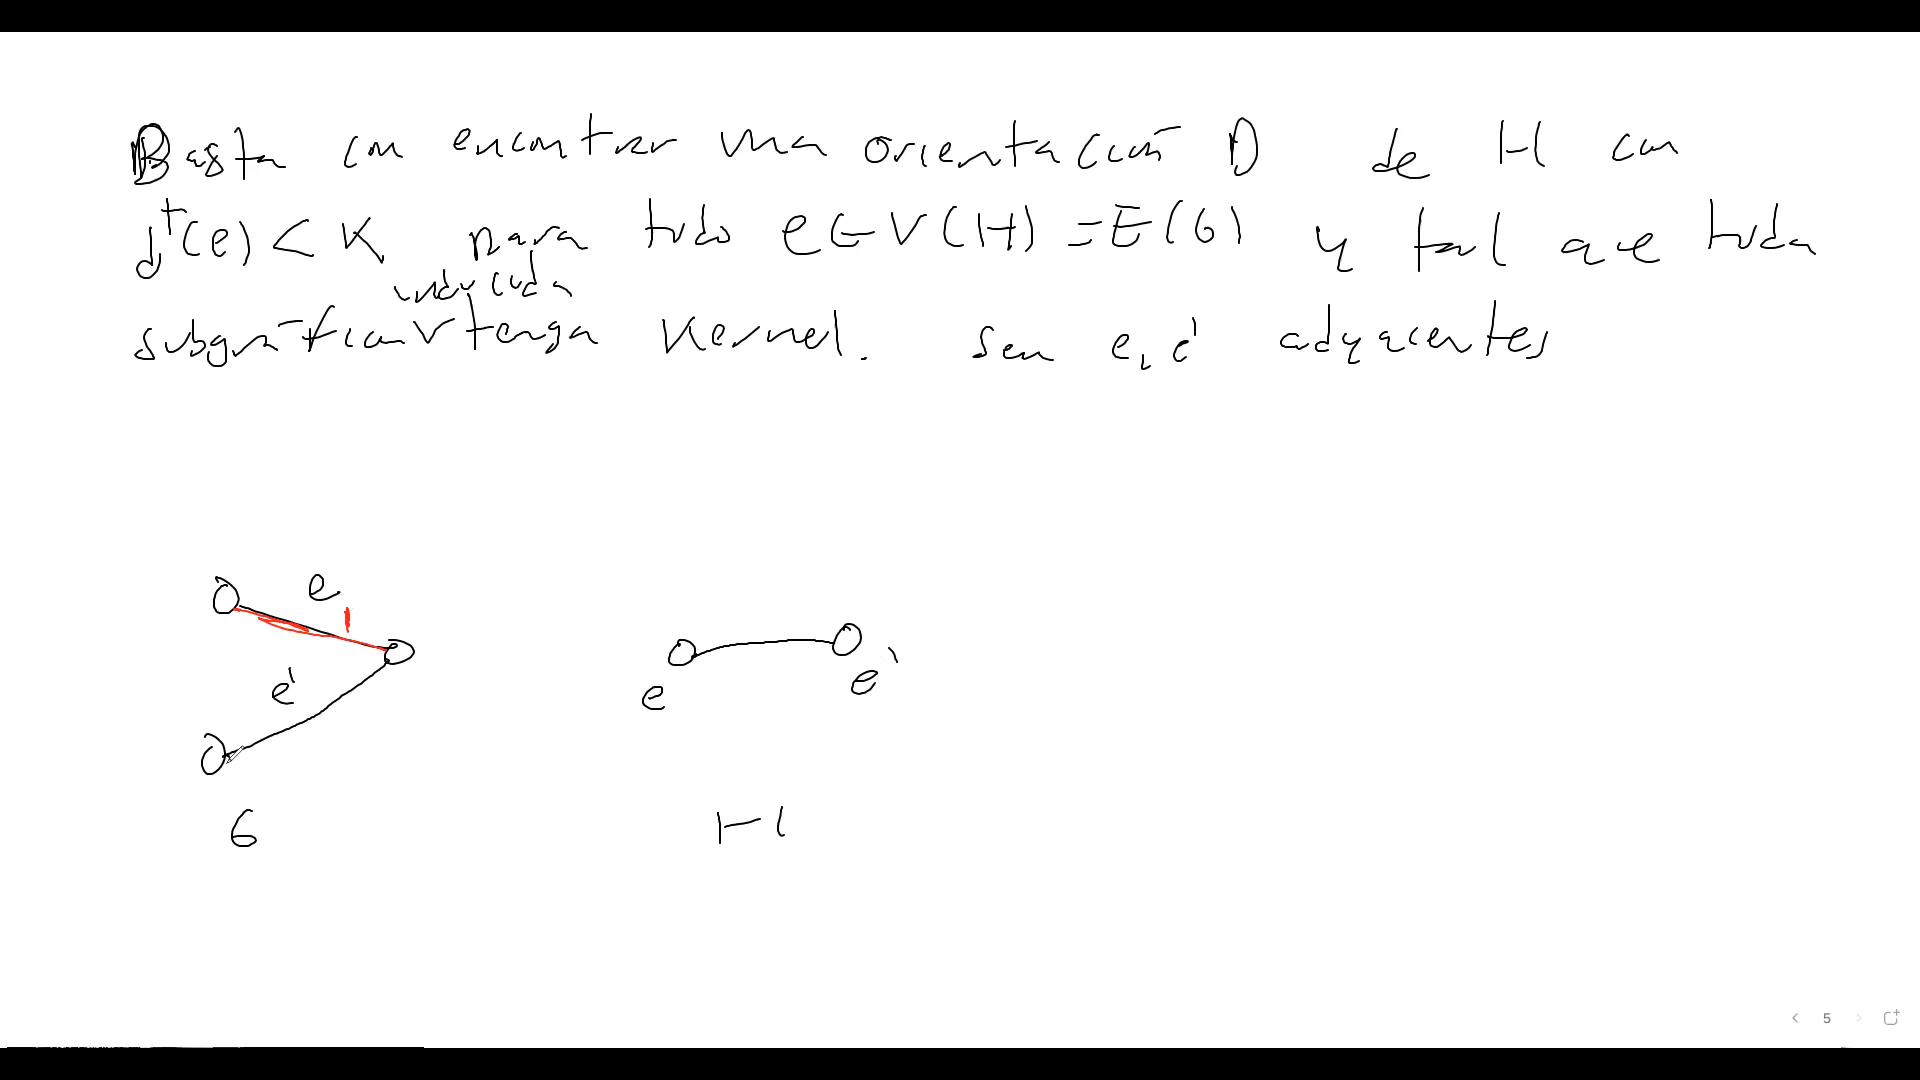 Basta con encontrar una orientación D de H con
d⁺(e) < K para todo e ∈ V(H) = E(G) y tal que toda
inducida
subgráfica tenga Kernel. Sean e, e' adyacentes
e
1
e'
e
e'
G
H
5